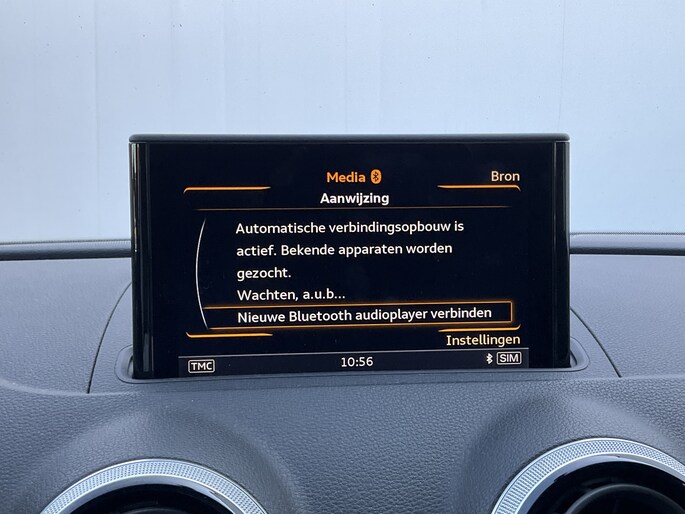 Media
Bron
Aanwijzing
Automatische verbindingsopbouw is
actief. Bekende apparaten worden
gezocht.
Wachten, a.u.b...
Nieuwe Bluetooth audioplayer verbinden
Instellingen
TMC
10:56
SIM